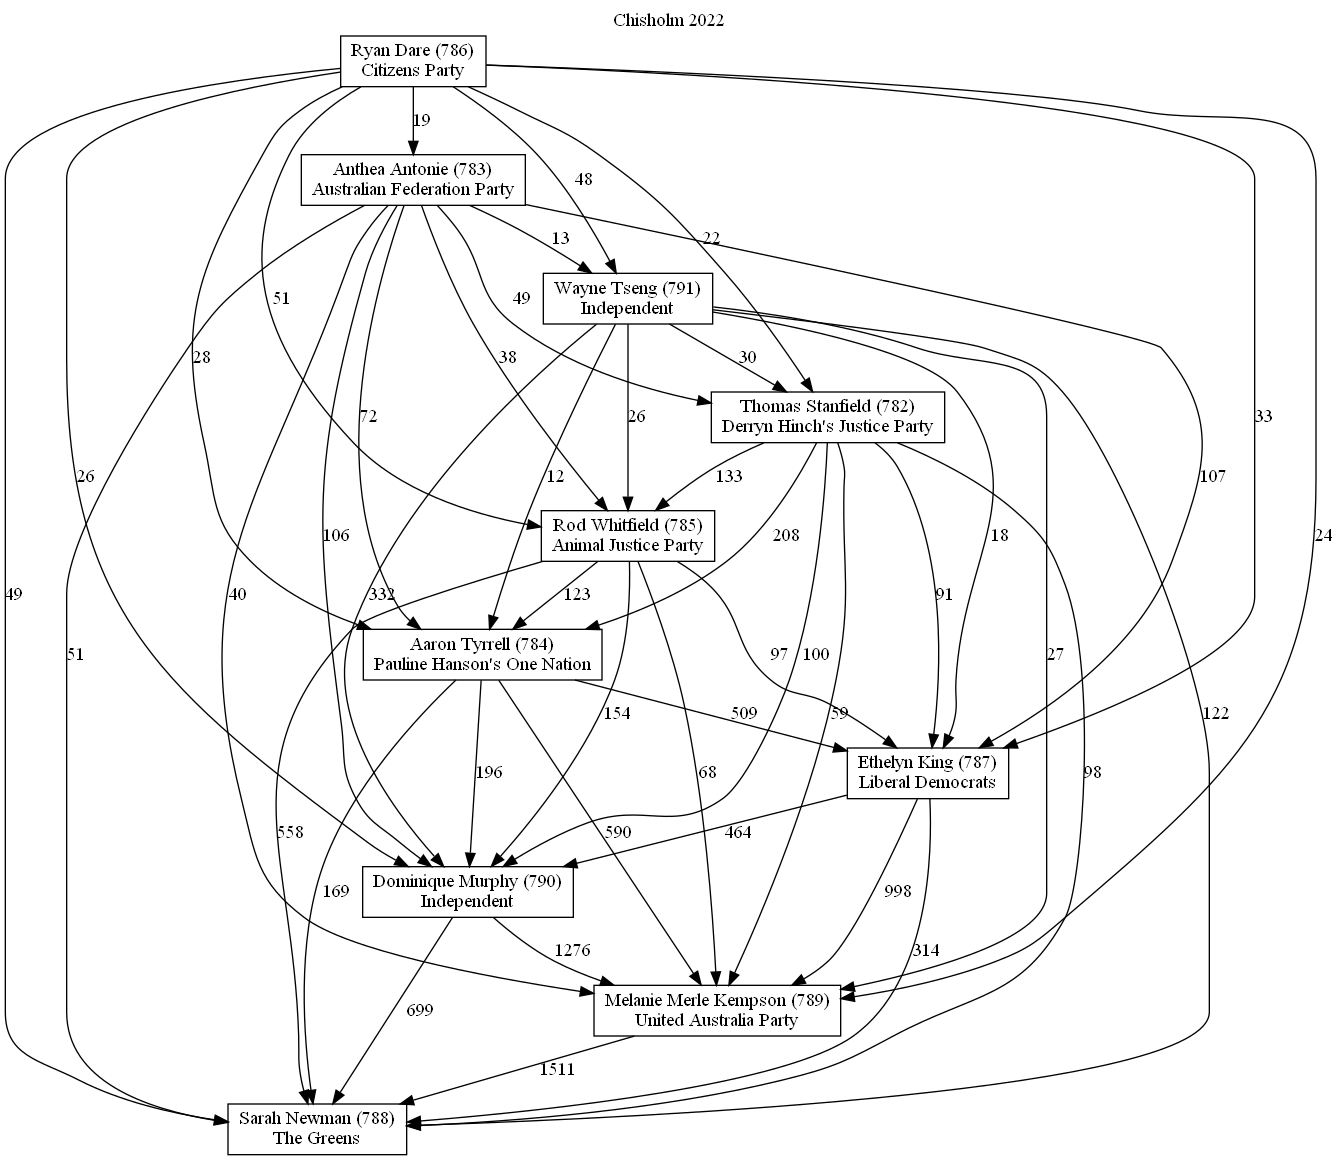 Chisholm 2022
Ryan Dare (786)
Citizens Party
19
Anthea Antonie (783)
Australian Federation Party
48
22
13
49
51
Wayne Tseng (791)
Independent
28
38
72
30
26
12
Thomas Stanfield (782)
Derryn Hinch's Justice Party
33
26
133
107
106
208
18
24
Rod Whitfield (785)
Animal Justice Party
49
40
332
123
91
51
Aaron Tyrrell (784)
Pauline Hanson's One Nation
97
100
27
154
509
59
122
196
68
98
Ethelyn King (787)
Liberal Democrats
558
590
464
169
998
Dominique Murphy (790)
Independent
1276
314
699
Melanie Merle Kempson (789)
United Australia Party
1511
Sarah Newman (788)
The Greens